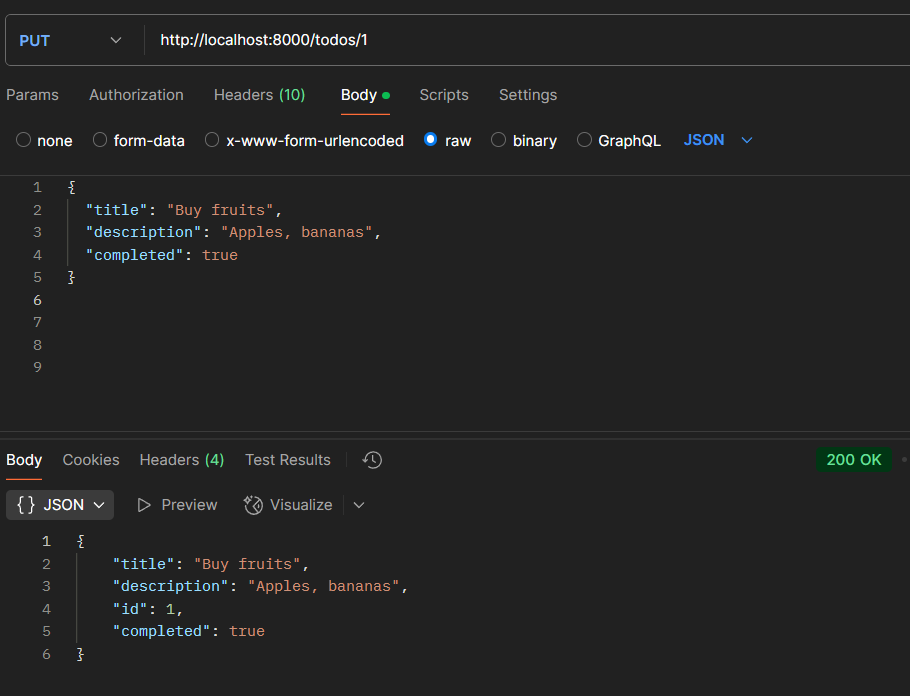 PUT http://localhost:8000/todos/1
Params Authorization Headers (10) Body Scripts Settings
none form-data x-www-form-urlencoded raw binary GraphQL JSON
1 {
2 "title": "Buy fruits",
3 "description": "Apples, bananas",
4 "completed": true
5 }
6
7
8
9
Body Cookies Headers (4) Test Results 200 OK
{} JSON Preview Visualize
1 {
2 "title": "Buy fruits",
3 "description": "Apples, bananas",
4 "id": 1,
5 "completed": true
6 }